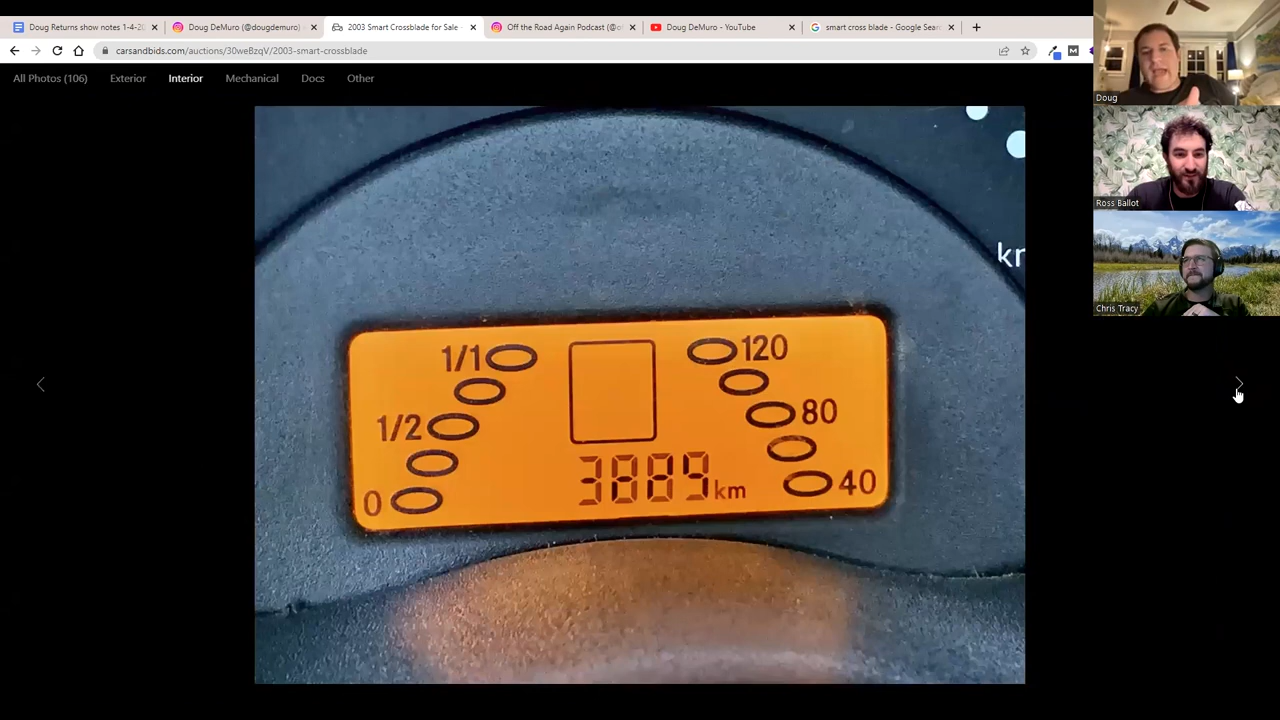 Doug Returns show notes 1-4-20
Doug DeMuro (@dougdemuro)
2003 Smart Crossblade for Sale -
Off the Road Again Podcast (@o
Doug DeMuro - YouTube
smart cross blade - Google Sear
carsandbids.com/auctions/30weBzqV/2003-smart-crossblade
All Photos (106)
Exterior
Interior
Mechanical
Docs
Other
Doug
Ross Ballot
Chris Tracy
km
1/1
120
1/2
80
3889 km
0
40